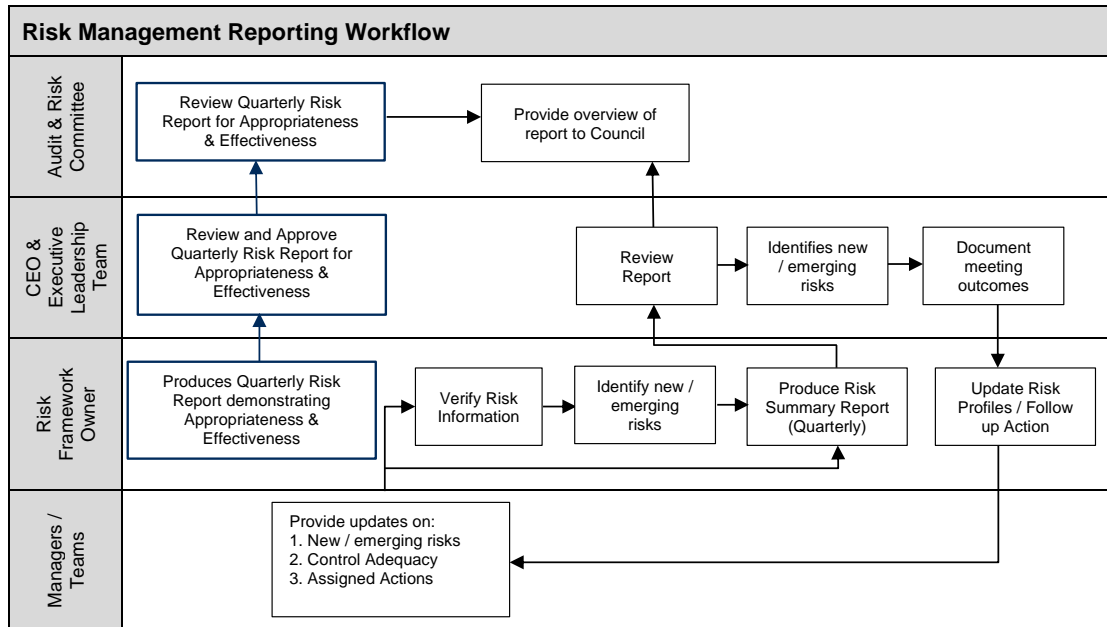 Risk Management Reporting Workflow
Audit & Risk
Committee
Review Quarterly Risk
Report for Appropriateness
& Effectiveness
Provide overview of
report to Council
CEO &
Executive
Leadership
Team
Review and Approve
Quarterly Risk Report for
Appropriateness &
Effectiveness
Review
Report
Identifies new
/ emerging
risks
Document
meeting
outcomes
Risk
Framework
Owner
Produces Quarterly Risk
Report demonstrating
Appropriateness &
Effectiveness
Verify Risk
Information
Identify new /
emerging
risks
Produce Risk
Summary Report
(Quarterly)
Update Risk
Profiles / Follow
up Action
Managers /
Teams
Provide updates on:
1. New / emerging risks
2. Control Adequacy
3. Assigned Actions